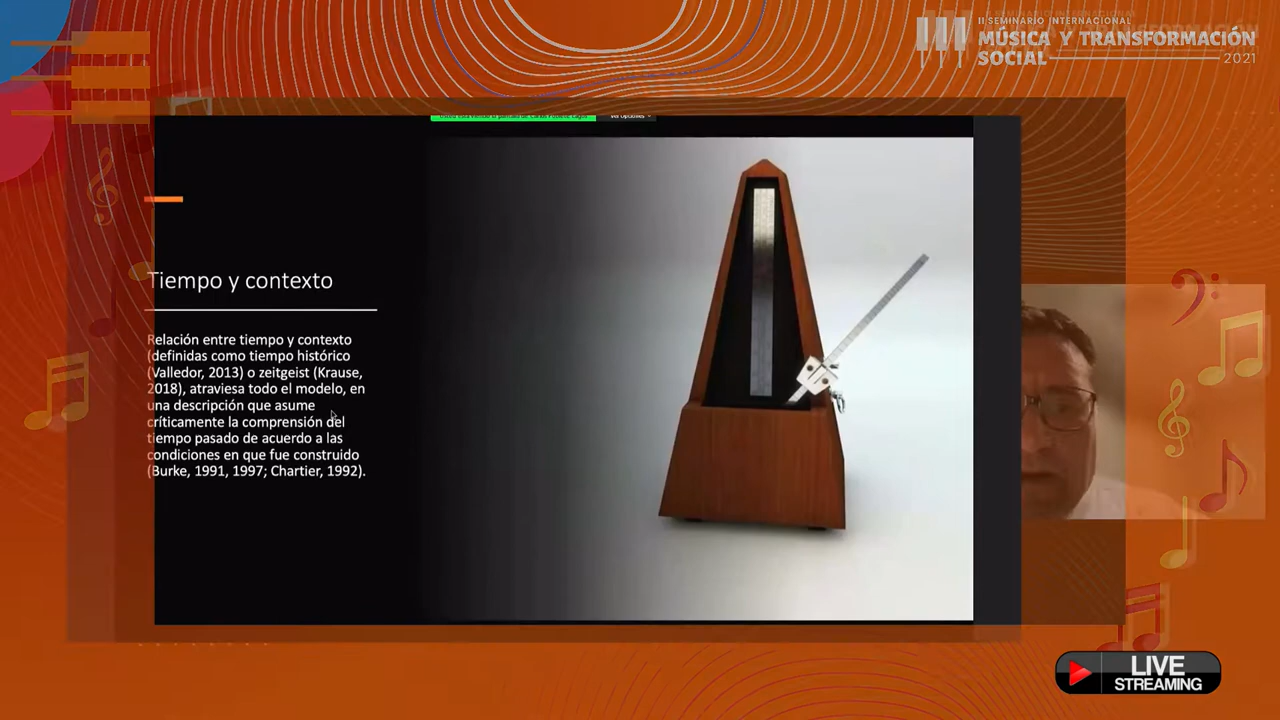 II SEMINARIO INTERNACIONAL
MÚSICA Y TRANSFORMACIÓN
SOCIAL
2021
Ver opciones
Tiempo y contexto
Relación entre tiempo y contexto
(definidas como tiempo histórico
(Valledor, 2013) o zeitgeist (Krause,
2018), atraviesa todo el modelo, en
una descripción que asume
críticamente la comprensión del
tiempo pasado de acuerdo a las
condiciones en que fue construido
(Burke, 1991, 1997; Chartier, 1992).
LIVE
STREAMING